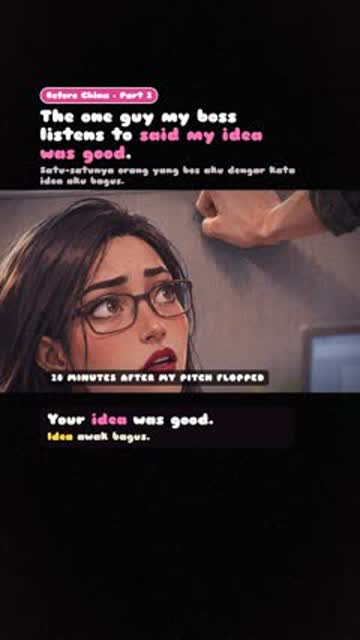 Before China - Part 2
The one guy my boss
listens to said my idea
was good.
Satu-satunya orang yang bos aku dengar kata
idea aku bagus.
20 MINUTES AFTER MY PITCH FLOPPED
Your idea was good.
Idea awak bagus.